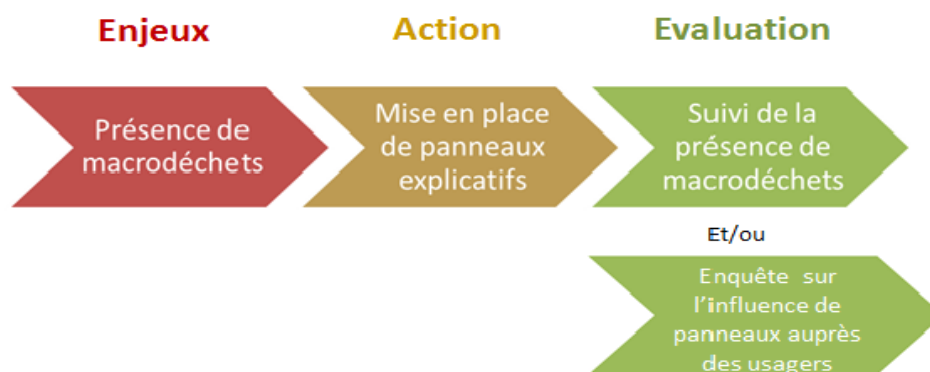 Enjeux
Action
Evaluation
Présence de
macrodéchets
Mise en place
de panneaux
explicatifs
Suivi de la
présence de
macrodéchets
Et/ou
Enquête sur
l'influence de
panneaux auprès
des usagers